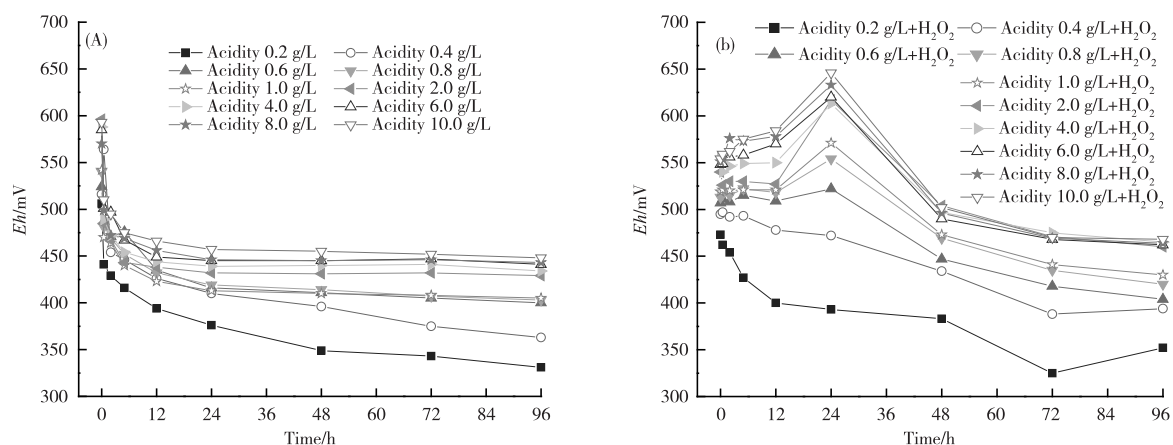 (A)
Eh/mV
700
650
600
550
500
450
400
350
300
Acidity 0.2 g/L
Acidity 0.4 g/L
Acidity 0.6 g/L
Acidity 0.8 g/L
Acidity 1.0 g/L
Acidity 2.0 g/L
Acidity 4.0 g/L
Acidity 6.0 g/L
Acidity 8.0 g/L
Acidity 10.0 g/L
0 12 24 36 48 60 72 84 96
Time/h
(b)
Eh/mV
700
650
600
550
500
450
400
350
300
Acidity 0.2 g/L+H₂O₂
Acidity 0.4 g/L+H₂O₂
Acidity 0.6 g/L+H₂O₂
Acidity 0.8 g/L+H₂O₂
Acidity 1.0 g/L+H₂O₂
Acidity 2.0 g/L+H₂O₂
Acidity 4.0 g/L+H₂O₂
Acidity 6.0 g/L+H₂O₂
Acidity 8.0 g/L+H₂O₂
Acidity 10.0 g/L+H₂O₂
0 12 24 36 48 60 72 84 96
Time/h